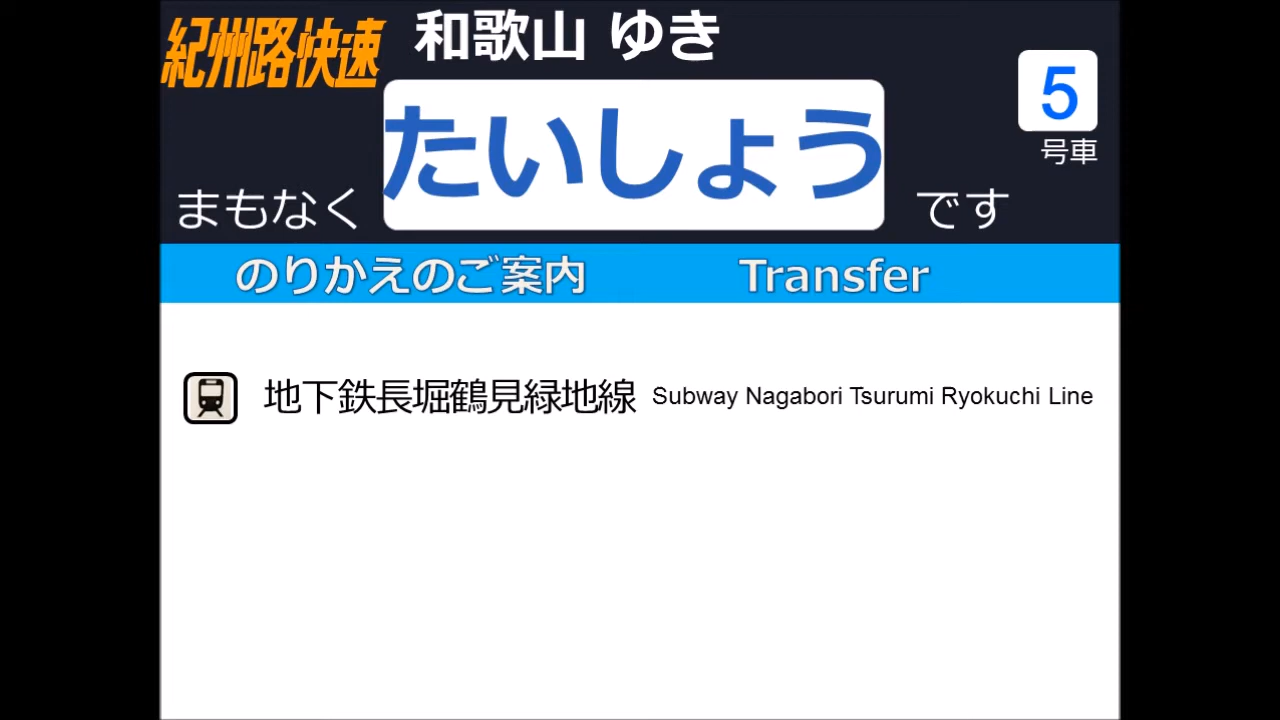 紀州路快速 和歌山 ゆき
5
号車
まもなく たいしょう です
のりかえのご案内 Transfer
地下鉄長堀鶴見緑地線 Subway Nagabori Tsurumi Ryokuchi Line